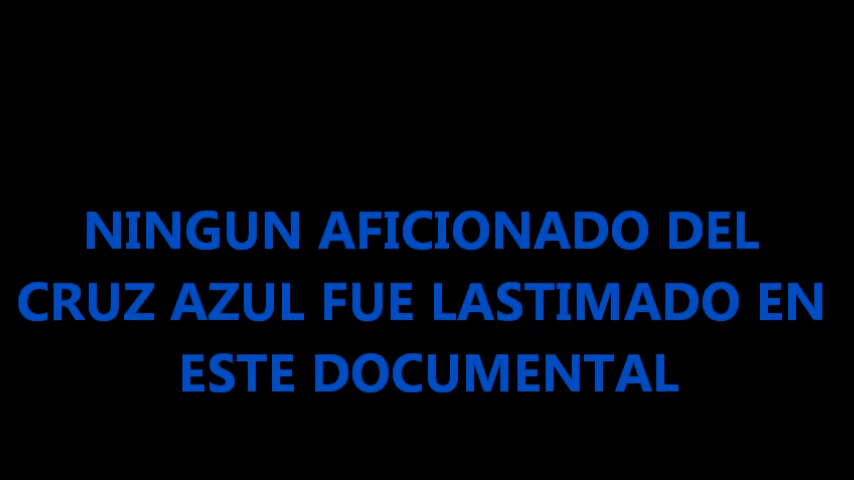 NINGUN AFICIONADO DEL
CRUZ AZUL FUE LASTIMADO EN
ESTE DOCUMENTAL